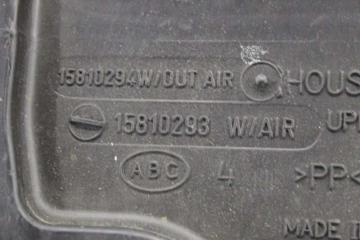 15810294W/OUT AIR HOUS
15810293 W/AIR UP
ABC 4 >PP<
MADE I